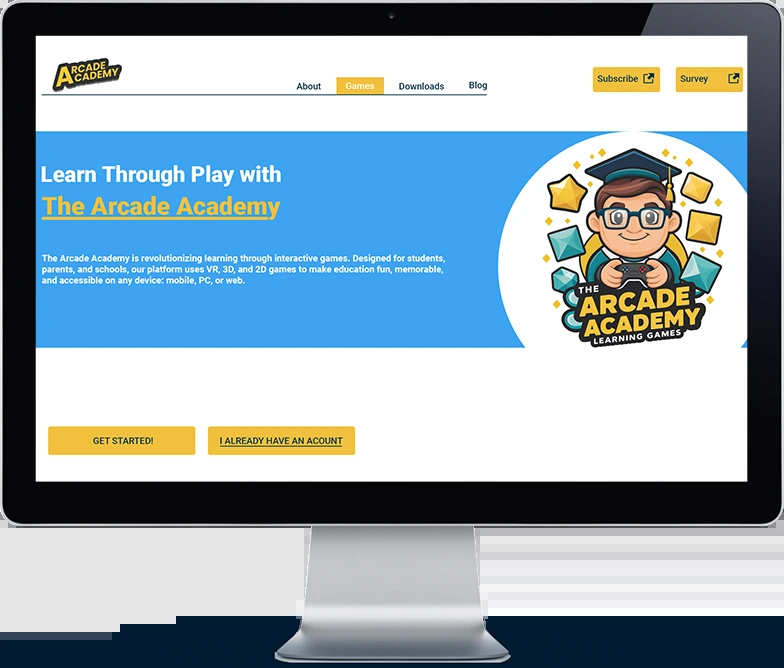 ARCADE
ACADEMY
About
Games
Downloads
Blog
Subscribe
Survey
Learn Through Play with
The Arcade Academy
The Arcade Academy is revolutionizing learning through interactive games. Designed for students,
parents, and schools, our platform uses VR, 3D, and 2D games to make education fun, memorable,
and accessible on any device: mobile, PC, or web.
THE
ARCADE
ACADEMY
LEARNING GAMES
GET STARTED!
I ALREADY HAVE AN ACOUNT